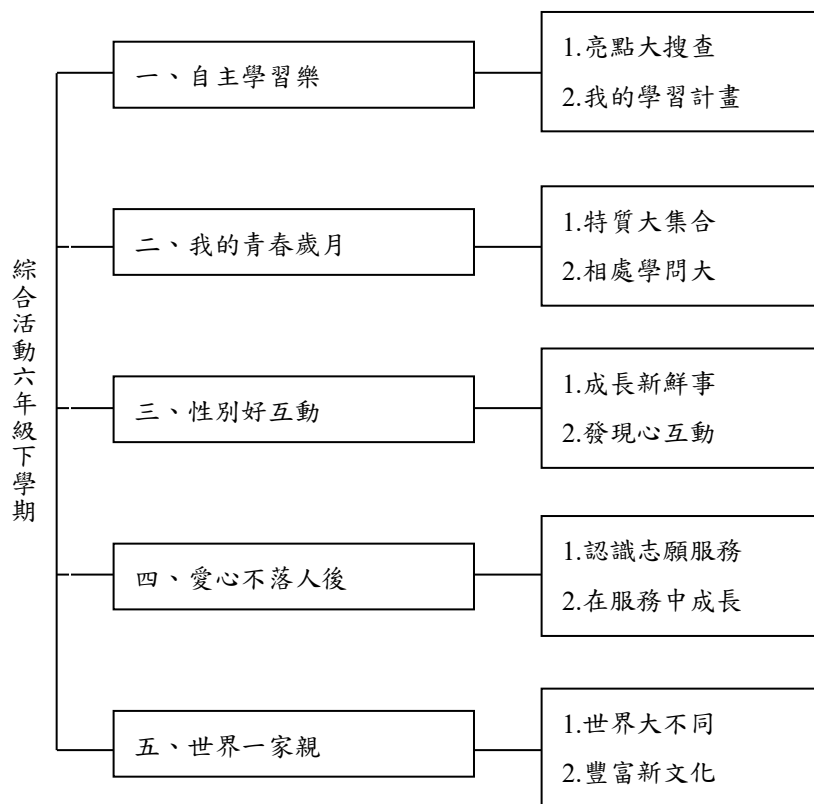 綜合活動六年級下學期
一、自主學習樂
1.亮點大搜查
2.我的學習計畫
二、我的青春歲月
1.特質大集合
2.相處學問大
三、性別好互動
1.成長新鮮事
2.發現心互動
四、愛心不落人後
1.認識志願服務
2.在服務中成長
五、世界一家親
1.世界大不同
2.豐富新文化